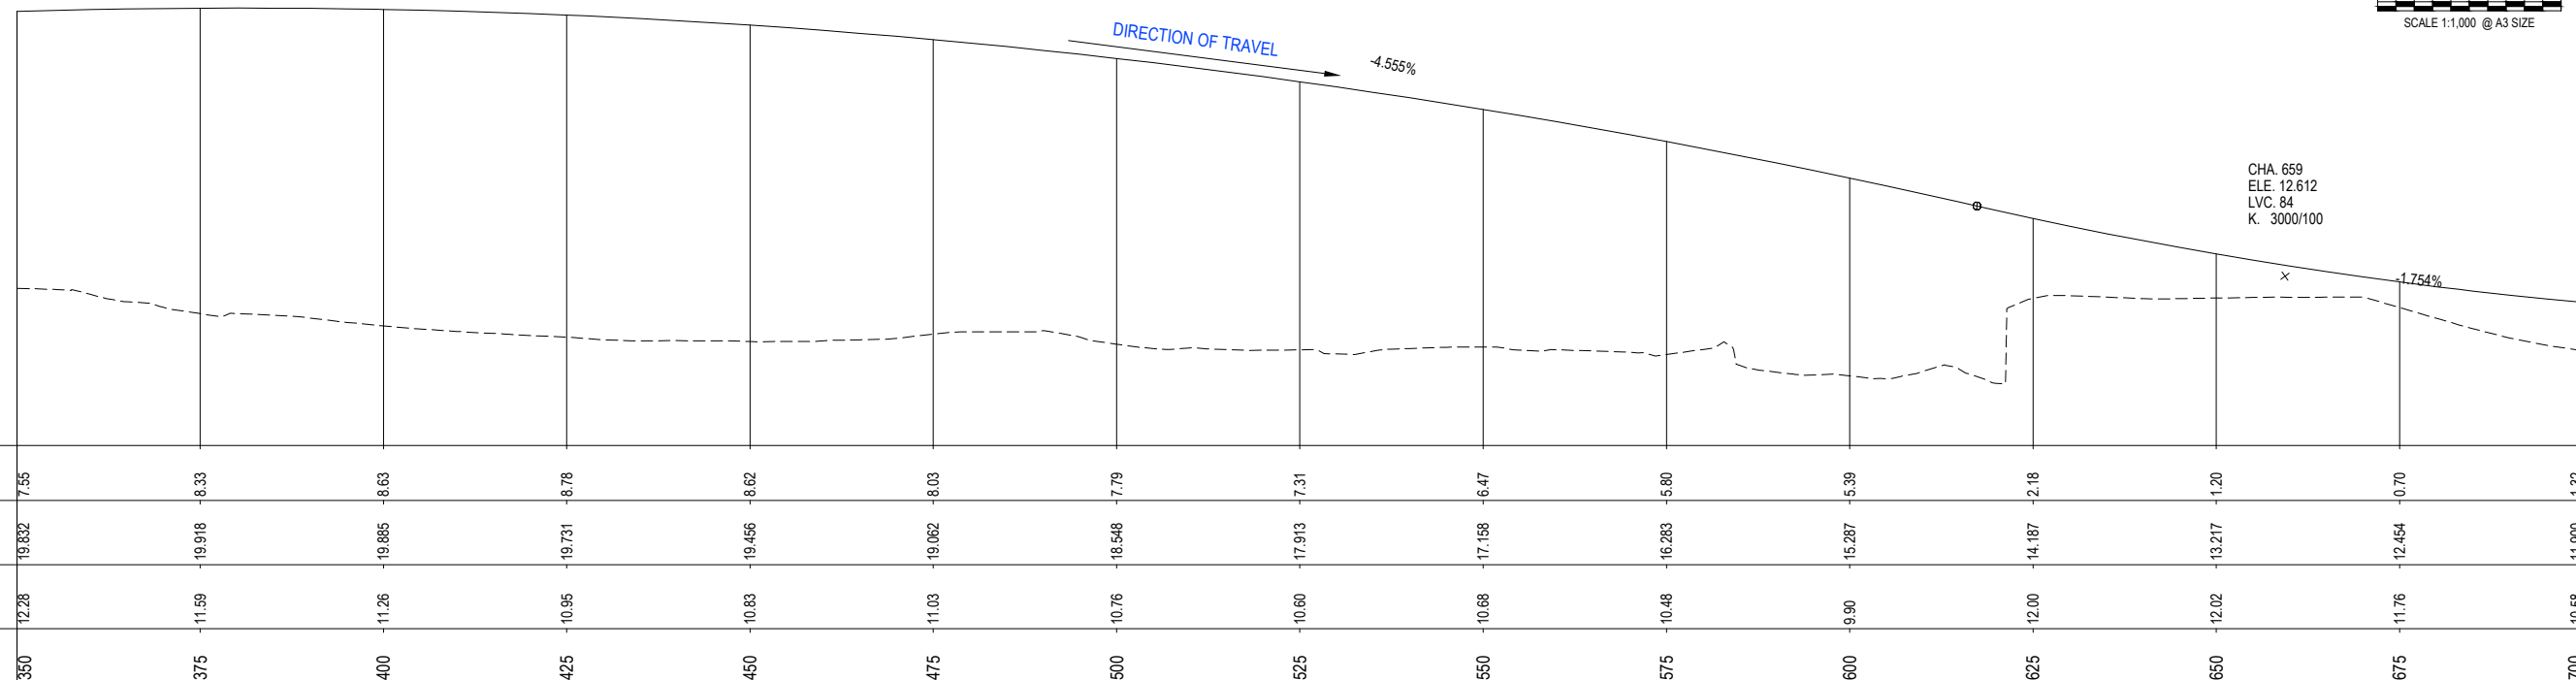 SCALE 1:1,000 @ A3 SIZE
DIRECTION OF TRAVEL
-4.555%
CHA. 659
ELE. 12.612
LVC. 84
K. 3000/100
-1.754%
7.55 8.33 8.63 8.78 8.62 8.03 7.79 7.31 6.47 5.80 5.39 2.18 1.20 0.70
19.832 19.918 19.885 19.731 19.456 19.062 18.548 17.913 17.158 16.283 15.287 14.187 13.217 12.454
12.28 11.59 11.26 10.95 10.83 11.03 10.76 10.60 10.68 10.48 9.90 12.00 12.02 11.76 10.58
350 375 400 425 450 475 500 525 550 575 600 625 650 675 700